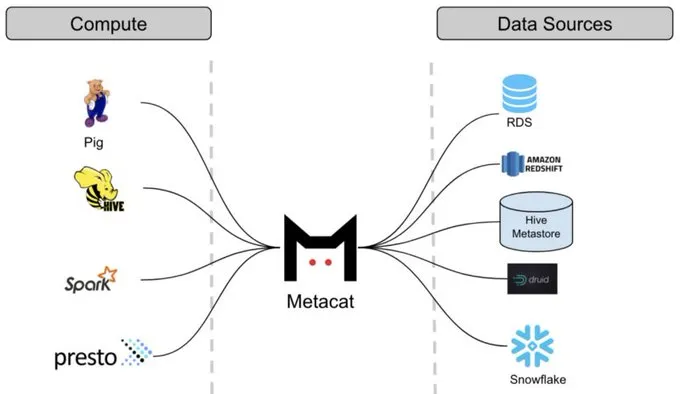 Compute
Data Sources
Pig
HIVE
Spark
presto
Metacat
RDS
AMAZON
REDSHIFT
Hive
Metastore
druid
Snowflake